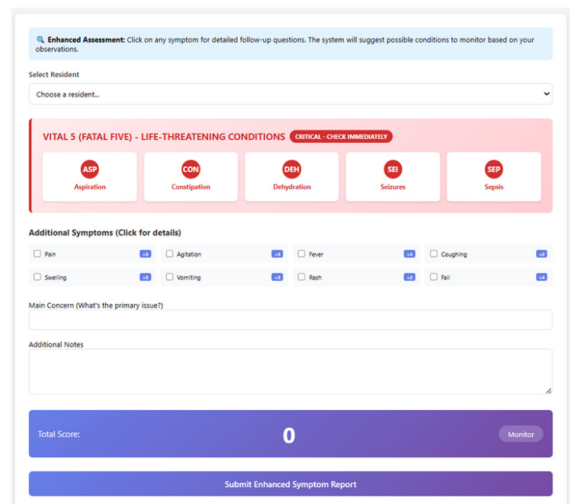 🔍 Enhanced Assessment: Click on any symptom for detailed follow-up questions. The system will suggest possible conditions to monitor based on your
observations.
Select Resident
Choose a resident...
VITAL 5 (FATAL FIVE) - LIFE-THREATENING CONDITIONS CRITICAL - CHECK IMMEDIATELY
ASP CON DEH SEI SEP
Aspiration Constipation Dehydration Seizures Sepsis
Additional Symptoms (Click for details)
Pain Agitation Fever Coughing
Swelling Vomiting Rash Fall
Main Concern (What's the primary issue?)
Additional Notes
Total Score: 0 Monitor
Submit Enhanced Symptom Report